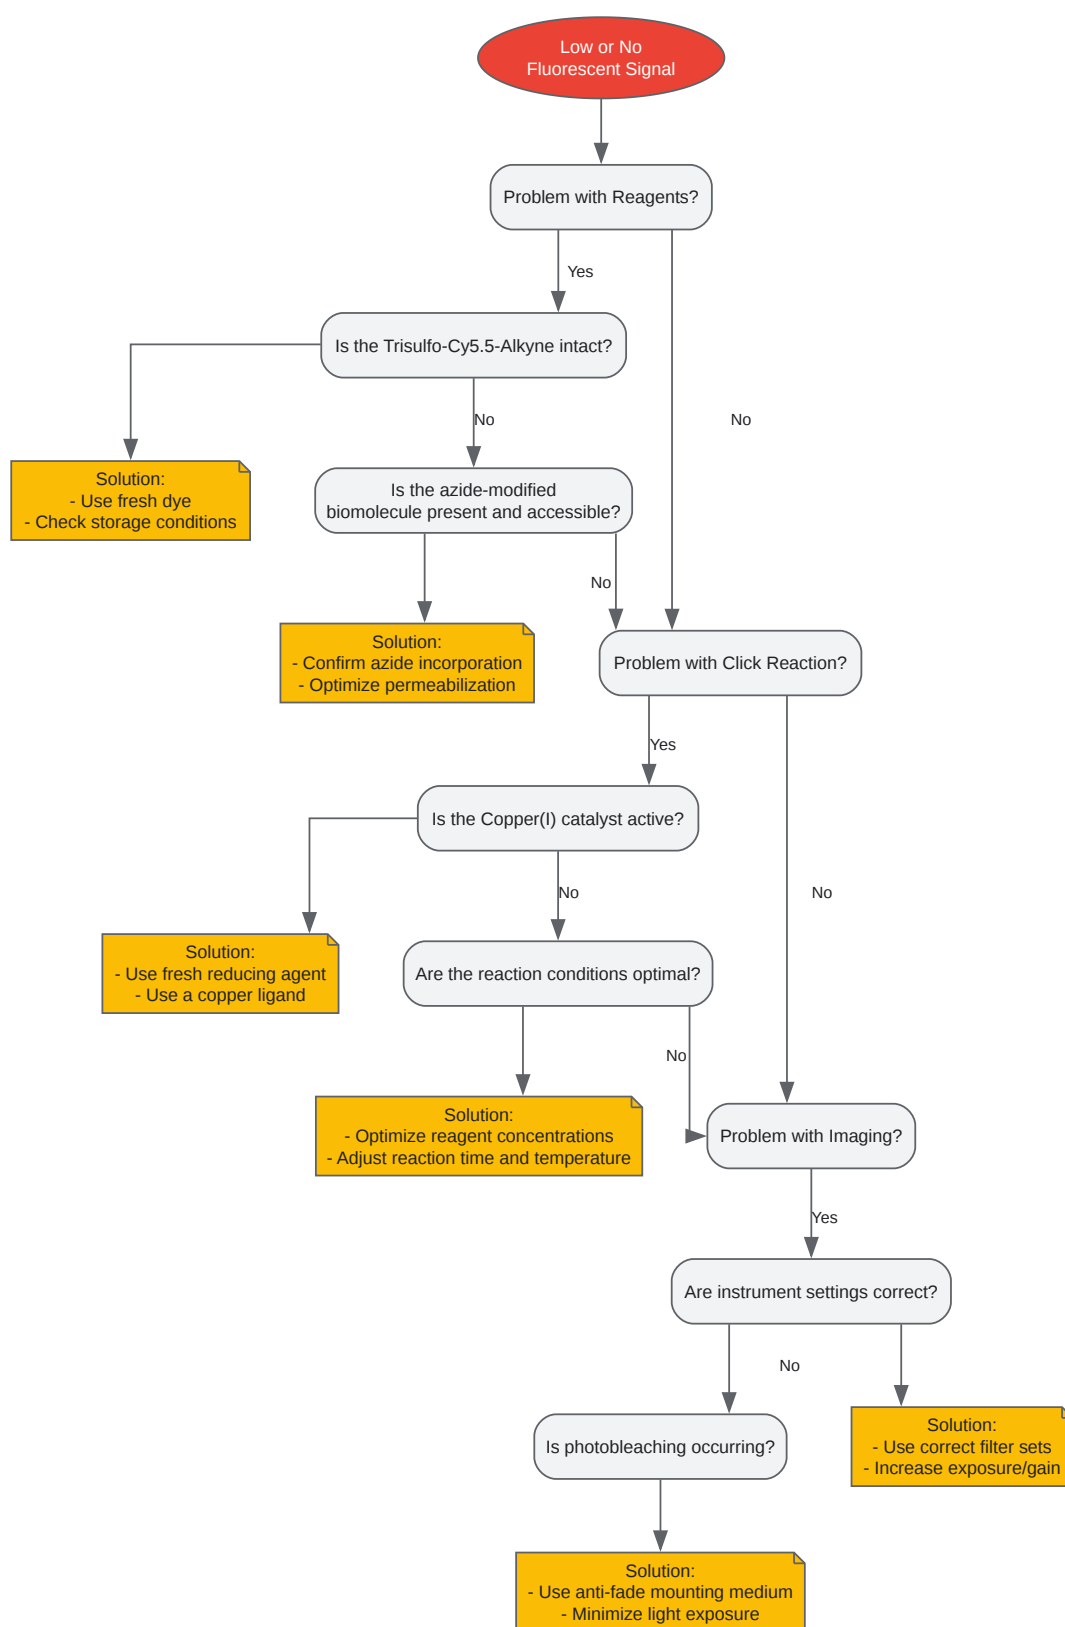 Low or No
Fluorescent Signal
Problem with Reagents?
Yes
Is the Trisulfo-Cy5.5-Alkyne intact?
No
No
Solution:
- Use fresh dye
- Check storage conditions
Is the azide-modified
biomolecule present and accessible?
No
Solution:
- Confirm azide incorporation
- Optimize permeabilization
Problem with Click Reaction?
Yes
Is the Copper(I) catalyst active?
No
No
Solution:
- Use fresh reducing agent
- Use a copper ligand
Are the reaction conditions optimal?
No
Solution:
- Optimize reagent concentrations
- Adjust reaction time and temperature
Problem with Imaging?
Yes
Are instrument settings correct?
No
Solution:
- Use correct filter sets
- Increase exposure/gain
Is photobleaching occurring?
Solution:
- Use anti-fade mounting medium
- Minimize light exposure